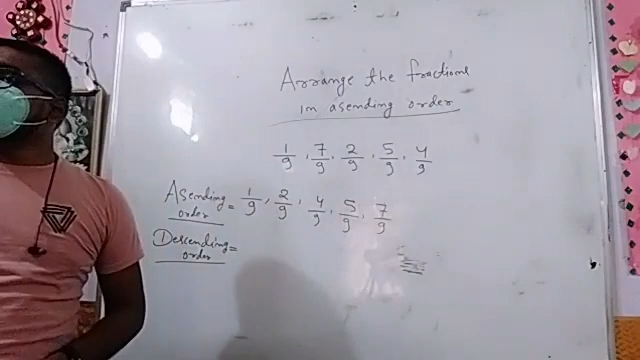 Arrange the fractions
in asending order
1/9, 7/9, 2/9, 5/9, 4/9
Asending order = 1/9, 2/9, 4/9, 5/9, 7/9
Descending order =